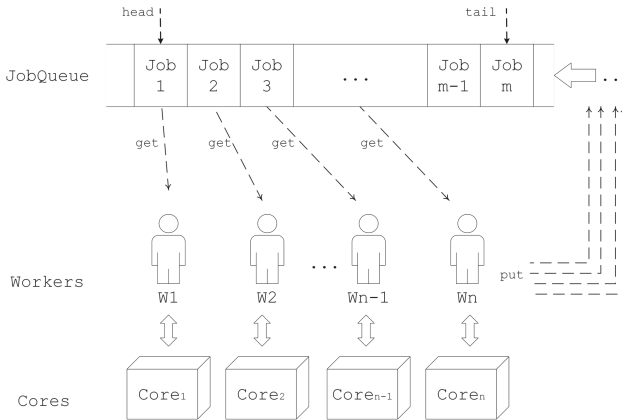 head
tail
JobQueue
Job 1
Job 2
Job 3
...
Job m-1
Job m
..
get
get
get
get
Workers
W1
W2
...
Wn-1
Wn
put
Cores
Core1
Core2
Coren-1
Coren